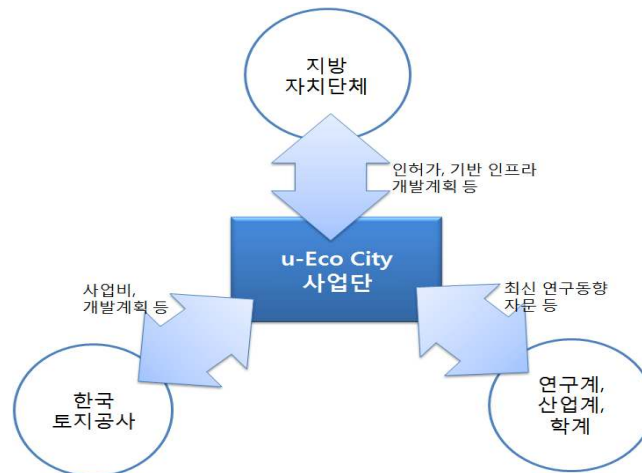 지방
자치단체
인허가, 기반 인프라
개발계획 등
u-Eco City
사업단
사업비,
개발계획 등
최신 연구동향
자문 등
한국
토지공사
연구계,
산업계,
학계